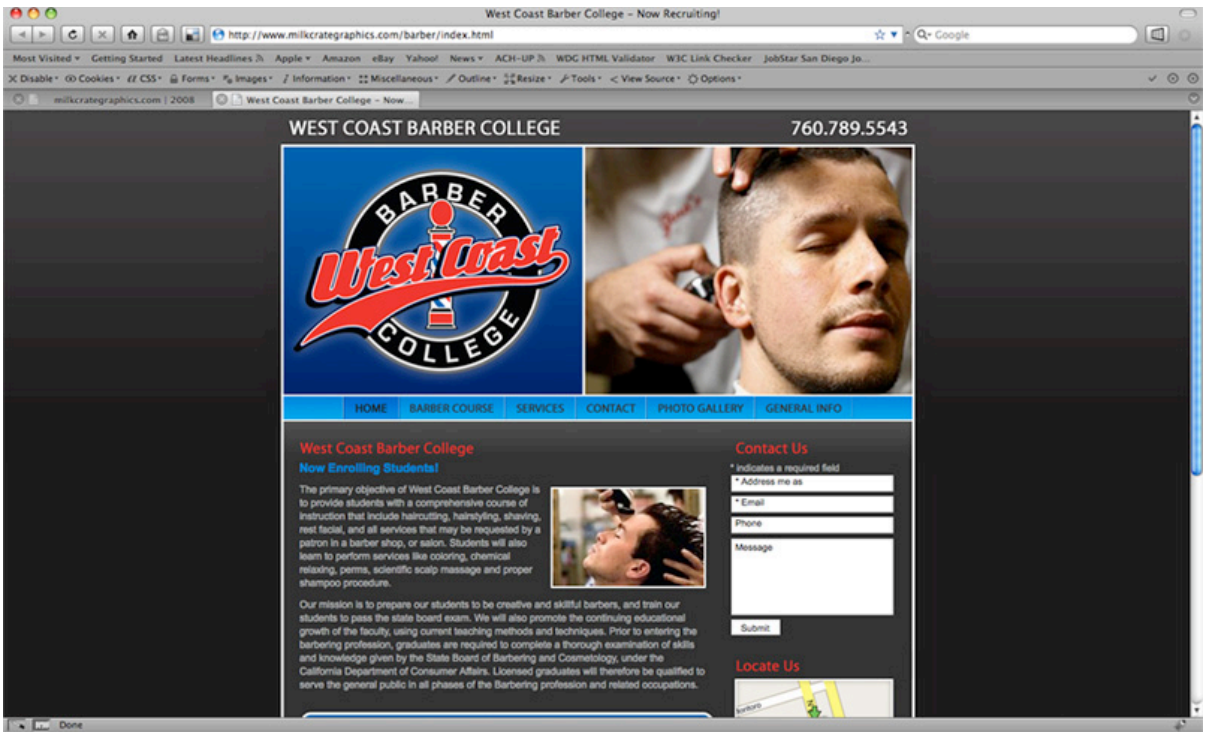 West Coast Barber College – Now Recruiting!
http://www.milkcrategraphics.com/barber/index.html
Google
Most Visited Getting Started Latest Headlines Apple Amazon eBay Yahoo! News ACH-UP WDG HTML Validator W3C Link Checker JobStar San Diego Jo...
Disable Cookies CSS Forms Images Information Miscellaneous Outline Resize Tools View Source Options
milkcrategraphics.com | 2008 West Coast Barber College – Now...
WEST COAST BARBER COLLEGE 760.789.5543
BARBER
West Coast
COLLEGE
HOME BARBER COURSE SERVICES CONTACT PHOTO GALLERY GENERAL INFO
West Coast Barber College
Now Enrolling Students!
The primary objective of West Coast Barber College is
to provide students with a comprehensive course of
instruction that include haircutting, hairstyling, shaving,
rest facial, and all services that may be requested by a
patron in a barber shop, or salon. Students will also
learn to perform services like coloring, chemical
relaxing, perms, scientific scalp massage and proper
shampoo procedure.
Our mission is to prepare our students to be creative and skillful barbers, and train our
students to pass the state board exam. We will also promote the continuing educational
growth of the faculty, using current teaching methods and techniques. Prior to entering the
barbering profession, graduates are required to complete a thorough examination of skills
and knowledge given by the State Board of Barbering and Cosmetology, under the
California Department of Consumer Affairs. Licensed graduates will therefore be qualified to
serve the general public in all phases of the Barbering profession and related occupations.
Contact Us
* indicates a required field
* Address me as
* Email
Phone
Message
Submit
Locate Us
Done